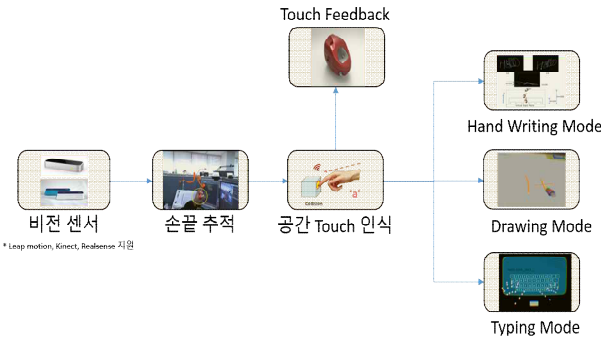 Touch Feedback
Hand Writing Mode
비전 센서
손끝 추적
공간 Touch 인식
Drawing Mode
* Leap motion, Kinect, Realsense 지원
Typing Mode
"a"